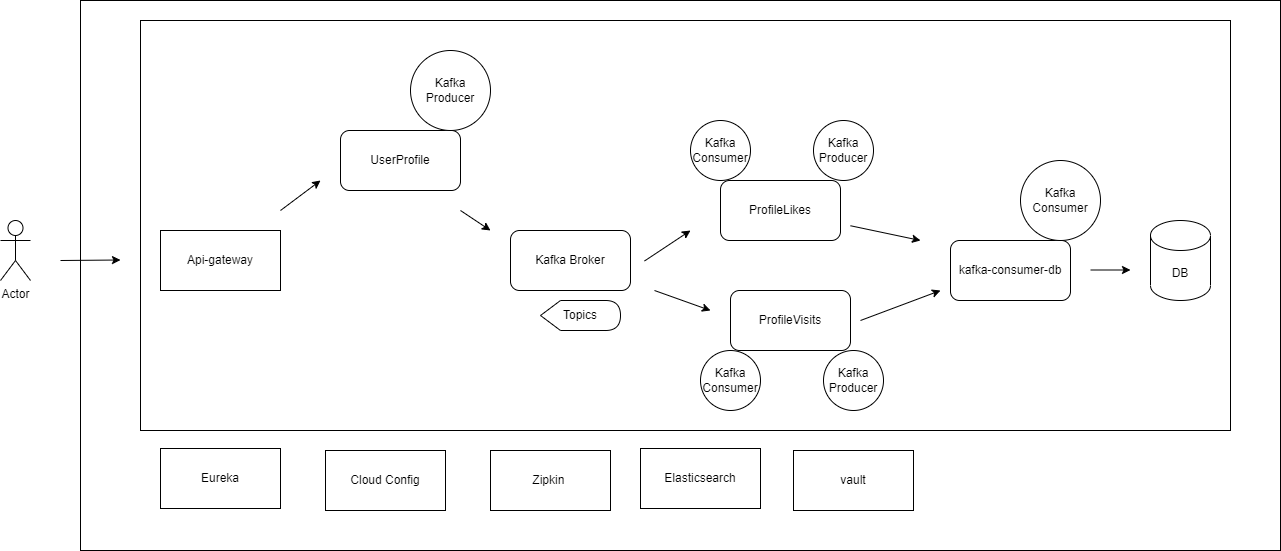 Kafka
Producer
UserProfile
Kafka
Consumer
Kafka
Producer
ProfileLikes
Kafka
Consumer
Actor
Api-gateway
Kafka Broker
Topics
kafka-consumer-db
DB
ProfileVisits
Kafka
Consumer
Kafka
Producer
Eureka
Cloud Config
Zipkin
Elasticsearch
vault